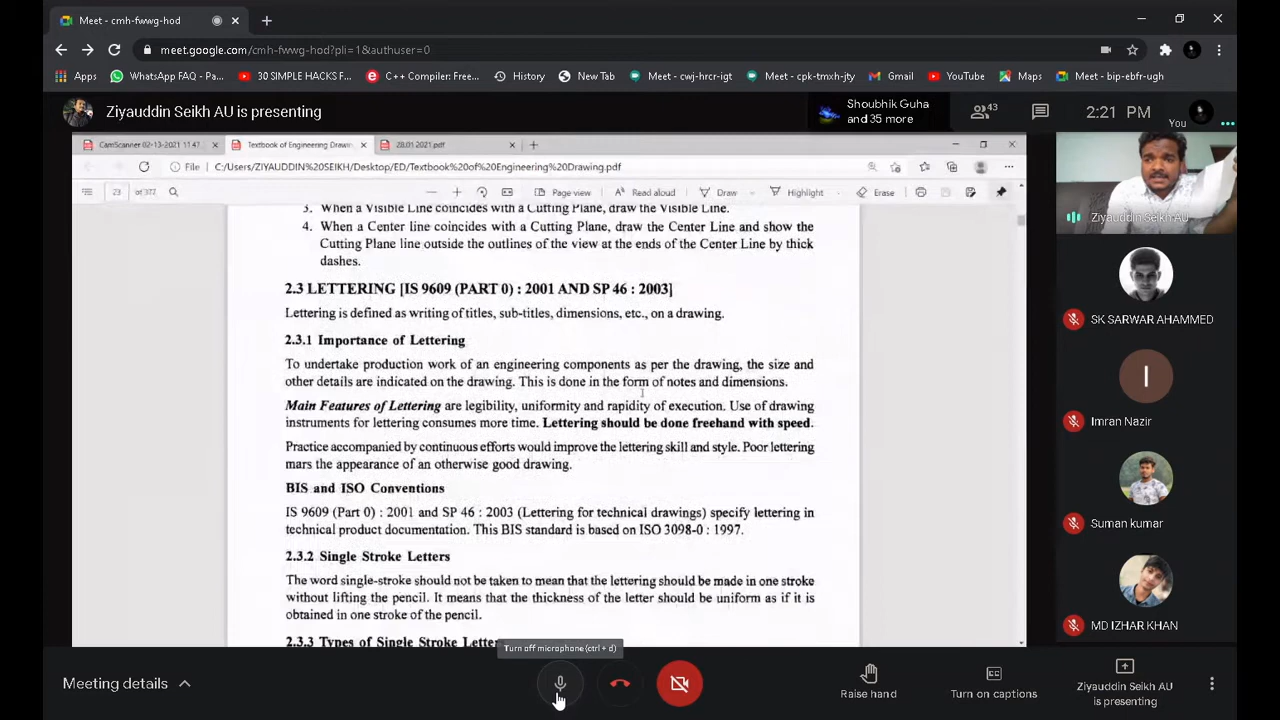 Meet - cmh-fwwg-hod
meet.google.com/cmh-fwwg-hod?pli=1&authuser=0
Apps WhatsApp FAQ - Pa... 30 SIMPLE HACKS F... C++ Compiler: Free... History New Tab Meet - cwj-hrcr-igt Meet - cpk-tmxh-jty Gmail YouTube Maps Meet - bip-ebfr-ugh
Ziyauddin Seikh AU is presenting
Shoubhik Guha
and 35 more
43
2:21 PM
You
CamScanner 02-13-2021 11.47 Textbook of Engineering Drawin 28.01.2021.pdf
File C:/Users/ZIYAUDDIN%20SEIKH/Desktop/ED/Textbook%20of%20Engineering%20Drawing.pdf
23 of 377 Page view Read aloud Draw Highlight Erase
3. When a Visible Line coincides with a Cutting Plane, draw the Visible Line.
4. When a Center line coincides with a Cutting Plane, draw the Center Line and show the
Cutting Plane line outside the outlines of the view at the ends of the Center Line by thick
dashes.
2.3 LETTERING [IS 9609 (PART 0) : 2001 AND SP 46 : 2003]
Lettering is defined as writing of titles, sub-titles, dimensions, etc., on a drawing.
2.3.1 Importance of Lettering
To undertake production work of an engineering components as per the drawing, the size and
other details are indicated on the drawing. This is done in the form of notes and dimensions.
Main Features of Lettering are legibility, uniformity and rapidity of execution. Use of drawing
instruments for lettering consumes more time. Lettering should be done freehand with speed.
Practice accompanied by continuous efforts would improve the lettering skill and style. Poor lettering
mars the appearance of an otherwise good drawing.
BIS and ISO Conventions
IS 9609 (Part 0) : 2001 and SP 46 : 2003 (Lettering for technical drawings) specify lettering in
technical product documentation. This BIS standard is based on ISO 3098-0 : 1997.
2.3.2 Single Stroke Letters
The word single-stroke should not be taken to mean that the lettering should be made in one stroke
without lifting the pencil. It means that the thickness of the letter should be uniform as if it is
obtained in one stroke of the pencil.
2.3.3 Types of Single Stroke Lette
Ziyauddin Seikh AU
SK SARWAR AHAMMED
I
Imran Nazir
Suman kumar
MD IZHAR KHAN
Turn off microphone (ctrl + d)
Meeting details
Raise hand
Turn on captions
Ziyauddin Seikh AU
is presenting